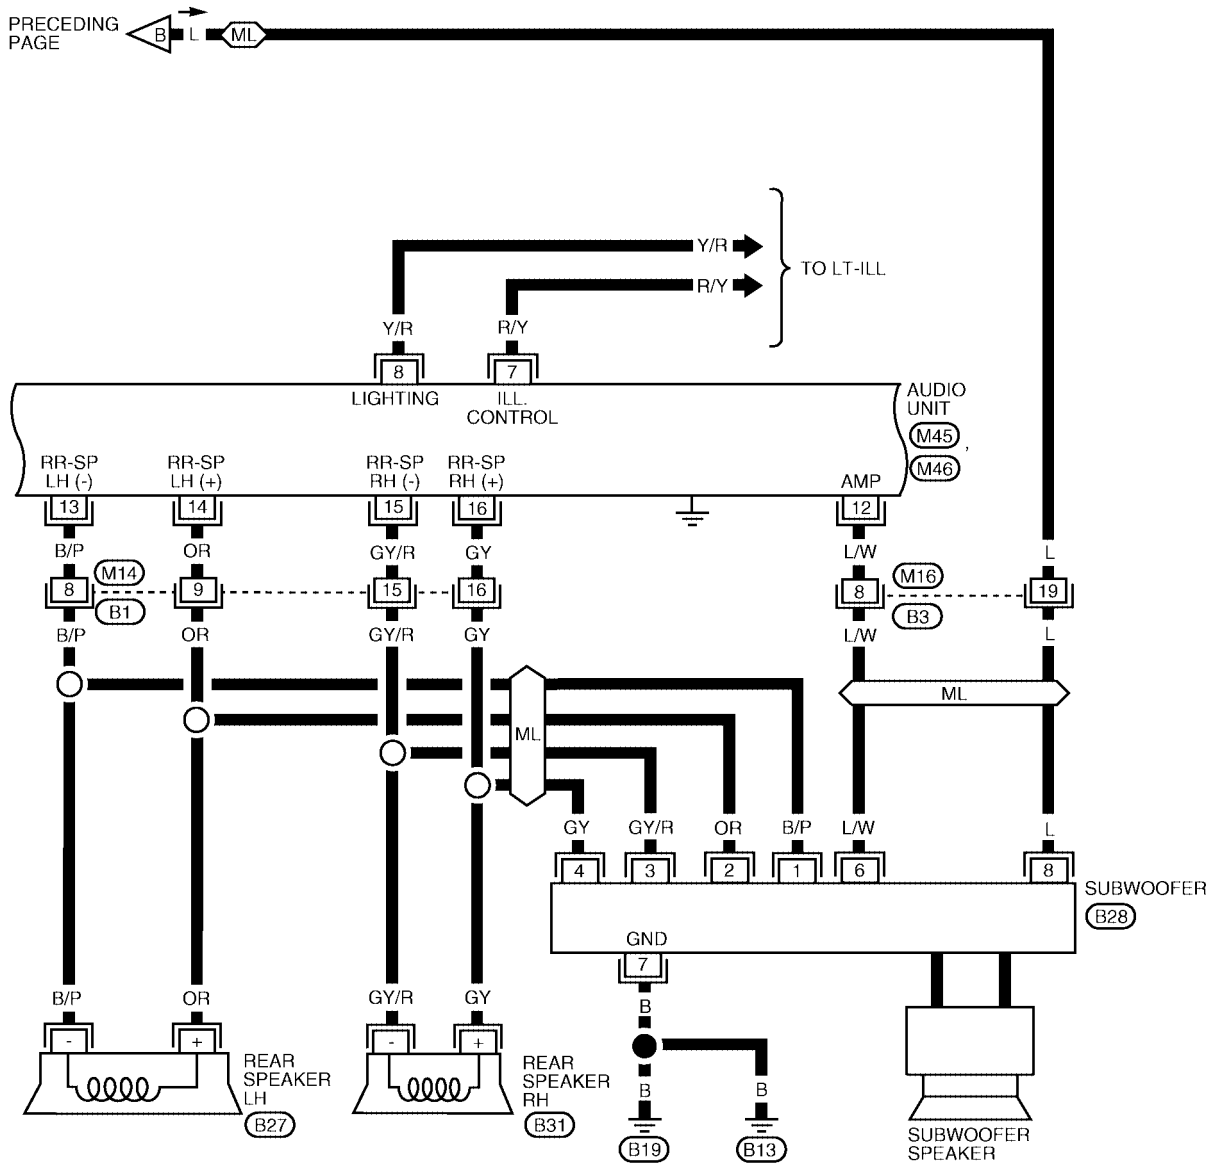 PRECEDING
PAGE
B
L
ML
Y/R
R/Y
TO LT-ILL
Y/R
R/Y
8
7
LIGHTING
ILL.
CONTROL
AUDIO
UNIT
M45 ,
M46
RR-SP
LH (-)
RR-SP
LH (+)
RR-SP
RH (-)
RR-SP
RH (+)
AMP
13
14
15
16
12
B/P
OR
GY/R
GY
L/W
L
M14
M16
8
9
15
16
8
19
B1
B3
B/P
OR
GY/R
GY
L/W
L
ML
ML
GY
GY/R
OR
B/P
L/W
L
4
3
2
1
6
8
SUBWOOFER
B28
GND
7
B/P
OR
GY/R
GY
B
-
+
-
+
REAR
SPEAKER
LH
B27
REAR
SPEAKER
RH
B31
B
B
B19
B13
SUBWOOFER
SPEAKER